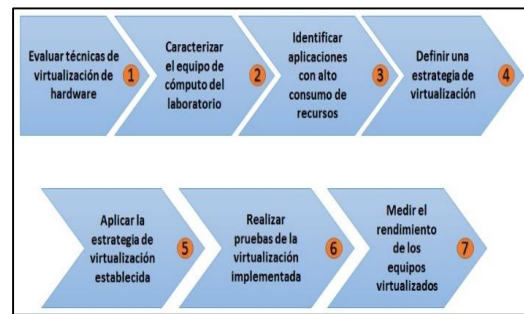 Evaluar técnicas de
virtualización de
hardware
1
Caracterizar
el equipo de
cómputo del
laboratorio
2
Identificar
aplicaciones
con alto
consumo de
recursos
3
Definir una
estrategia de
virtualización
4
Aplicar la
estrategia de
virtualización
establecida
5
Realizar
pruebas de la
virtualización
implementada
6
Medir el
rendimiento
de los
equipos
virtualizados
7